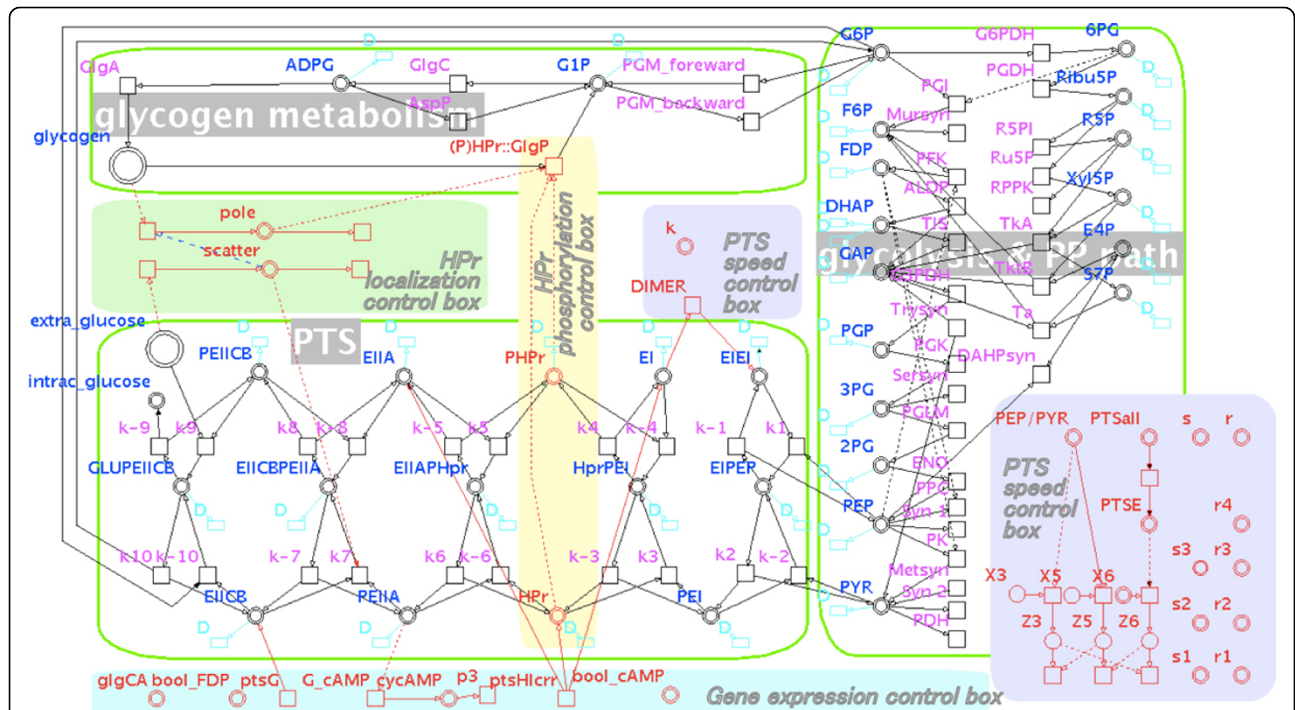 G6P G6PDH 6PG
D D
GlgA ADPG GlgC G1P PGM_foreward PGDH Ribu5P D
PGI
glycogen metabolism AspP PGM_backward F6P Mursyn R5P
glycogen R5PI
(P)HPr::GlgP FDP PFK Ru5P
ALDP RPPK Xyl5P
pole k PTS DHAP TIS TkA E4P
scatter HPr speed GAP glycolysis & PP path
localization control TktB S7P
control box DIMER box
HPr
phosphorylation
control box
Trysyn Ta
extra_glucose PTS PGP PGK DAHPsyn
PEIICB EIIA PHPr EI EIEI
intrac_glucose Sersyn
3PG PGLM
k-9 k9 k8 k-8 k-5 k5 k4 k-4 k-1 k1
PEP/PYR PTSall s r
GLUPEIICB EIICBPEIIA EIIAPHpr HprPEI EIPEP 2PG ENO
PTS
speed
control
box
PPC
D D D D D PEP Syn-1 PTSE r4
k10 k-10 k-7 k7 k6 k-6 k-3 k3 k2 k-2 PK s3 r3
Metsyn X3 X5 X6
EIICB PEIIA HPr PEI PYR Syn-2
Z3 Z5 Z6 s2 r2
D D D D D PDH
s1 r1
glgCA bool_FDP ptsG G_cAMP cycAMP p3 ptsHIcrr bool_cAMP Gene expression control box